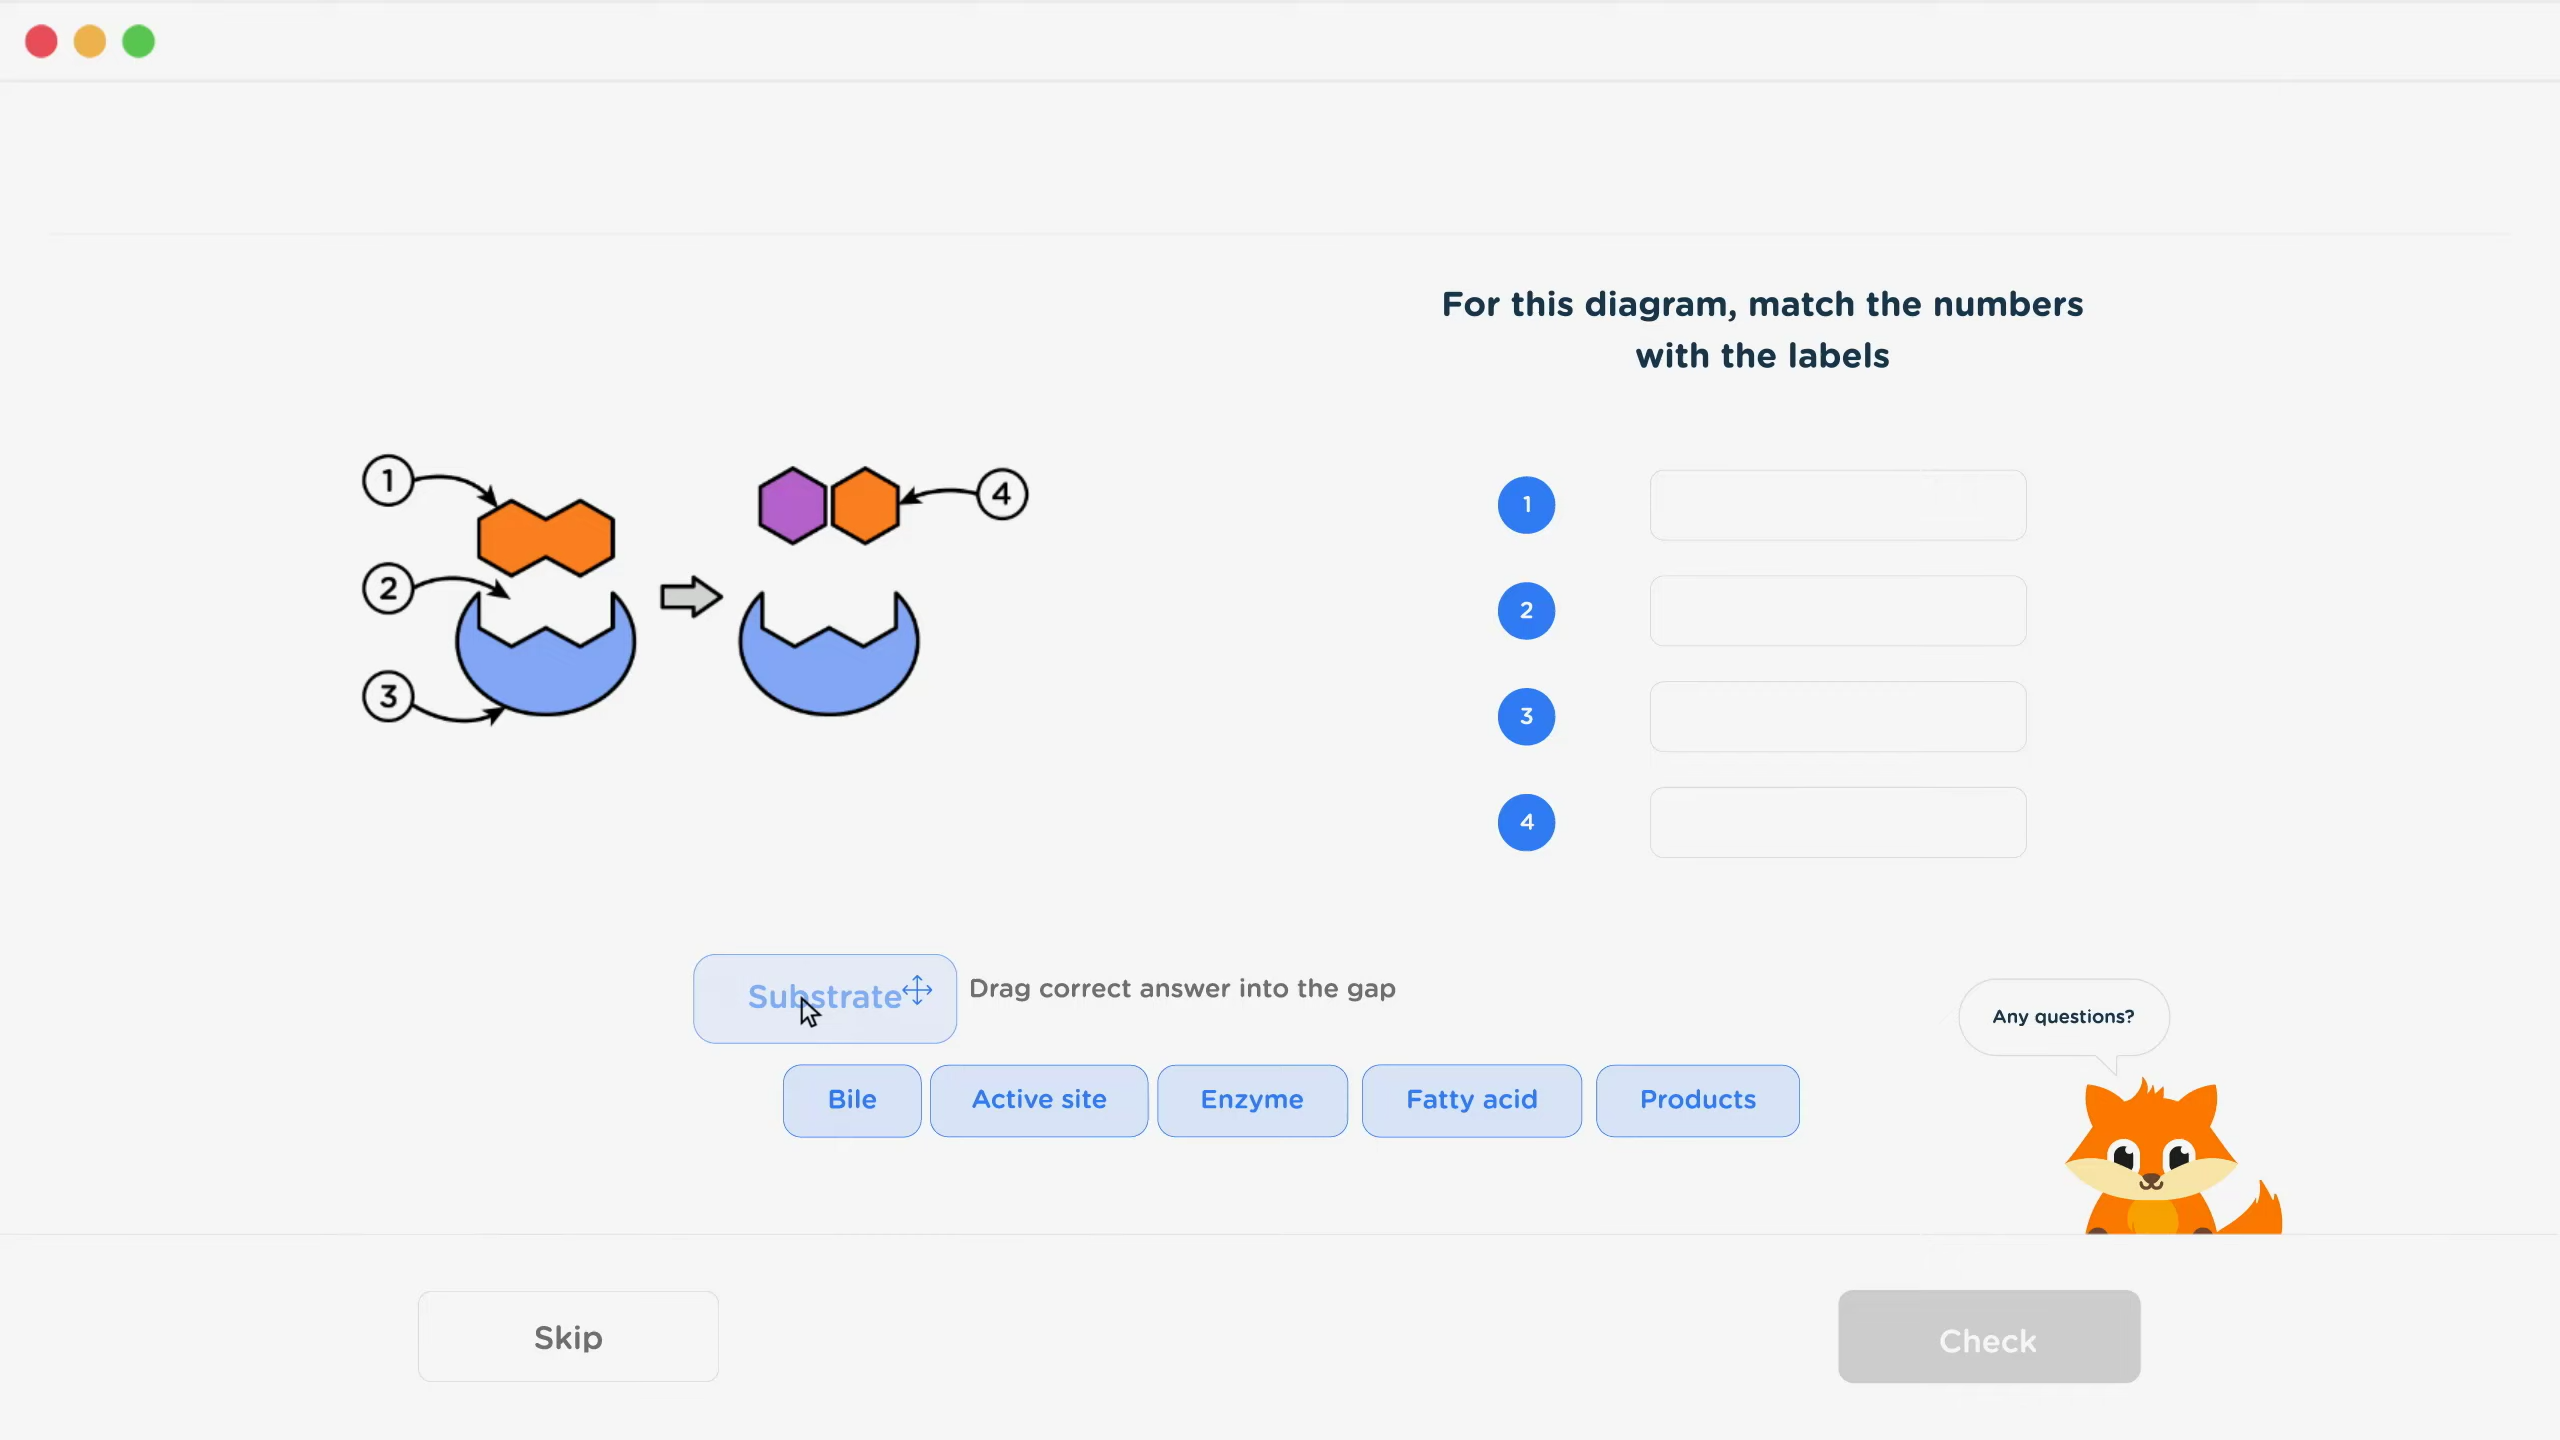 For this diagram, match the numbers
with the labels
1
2
3
4
1
2
3
4
Substrate
Drag correct answer into the gap
Bile
Active site
Enzyme
Fatty acid
Products
Any questions?
Skip
Check